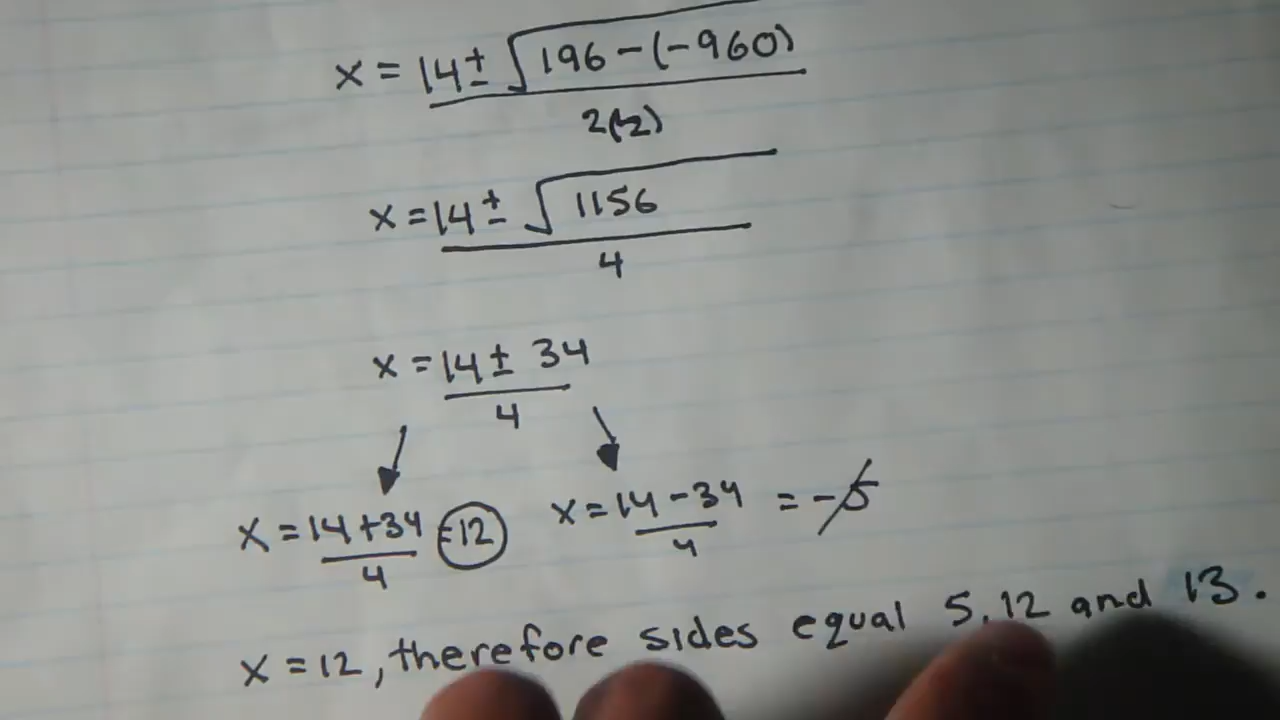 x = 14 ± √196 - (-960)
2(2)
x = 14 ± √1156
4
x = 14 ± 34
4
x = 14 + 34 = 12 x = 14 - 34 = -5
4 4
x = 12, therefore sides equal 5, 12 and 13.